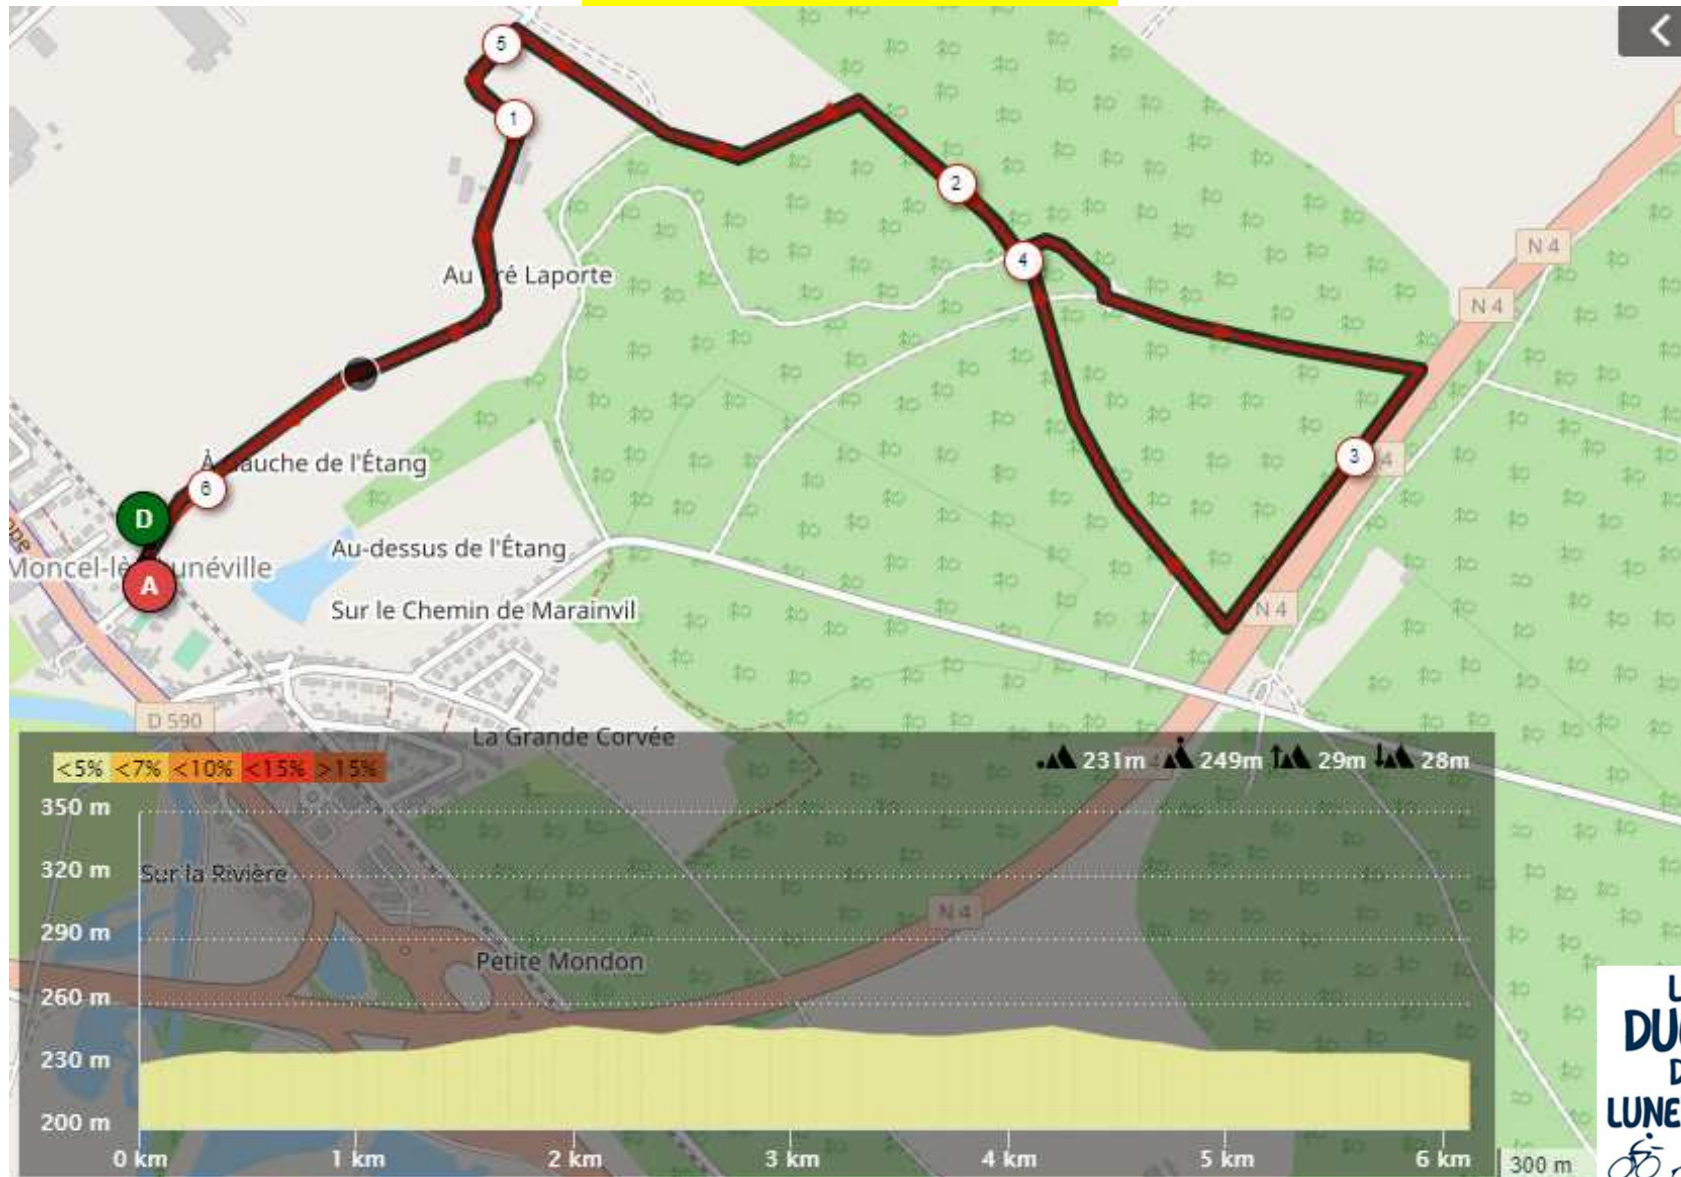 5
1
2
N 4
4
Au Pré Laporte
N 4
3
À Gauche de l'Étang
6
D
Au-dessus de l'Étang
Moncel-lès-Lunéville
A
Sur le Chemin de Marainvil
N 4
D 590
La Grande Corvée
<5% <7% <10% <15% >15%
231m 249m 29m 28m
350 m
320 m
Sur la Rivière
290 m
N 4
Petite Mondon
260 m
230 m
200 m
0 km 1 km 2 km 3 km 4 km 5 km 6 km
300 m
DU
LUNE